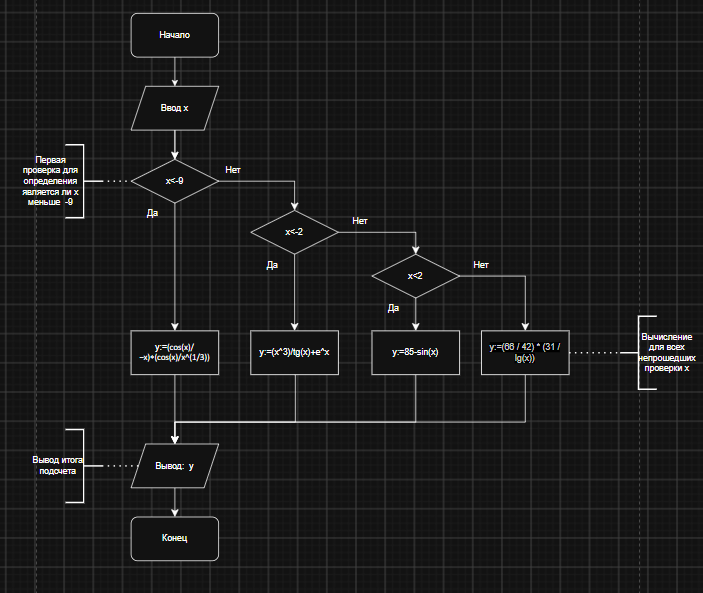 Начало
Ввод x
Первая
проверка для
определения
является ли x
меньше -9
x<-9
Нет
Да
x<-2
Нет
Да
x<2
Нет
Да
y:=(cos(x)/
-x)+(cos(x)/x^(1/3))
y:=(x^3)/tg(x)+e^x
y:=85-sin(x)
y:=(66 / 42) * (31 /
lg(x))
Вычисление
для всех
непрошедших
проверки x
Вывод итога
подсчета
Вывод: y
Конец